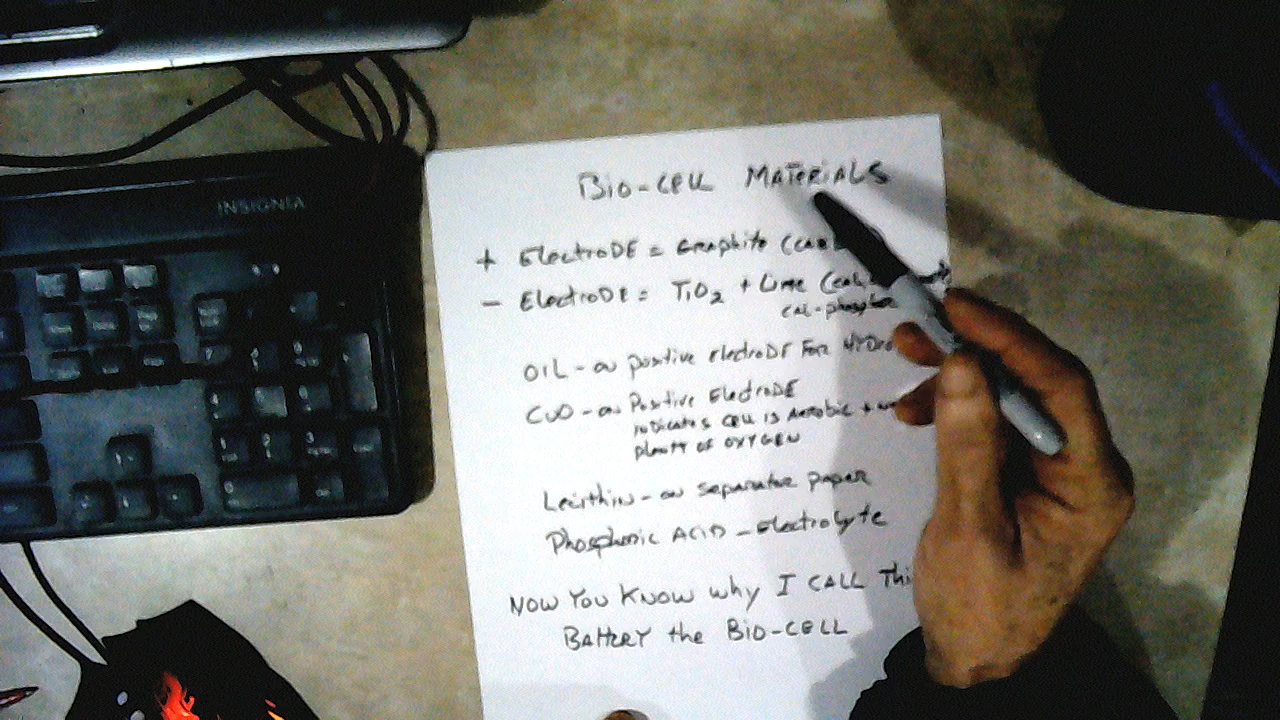 INSIGNIA
BiO-CELL MATERiALS
+ ElectroDE = Graphite
- ElectroDE = TiO2 + Lime
CAL-
OIL - ON positive ElectroDE FOR
CuO - ON Positive ElectroDE
indicates CELL is Aerobic +
plenty OF OXYGEN
Lecithin - ON separator paper
Phosphoric ACID - Electrolyte
NOW YOU KNOW why I CALL
BAttERY the BiO-CELL